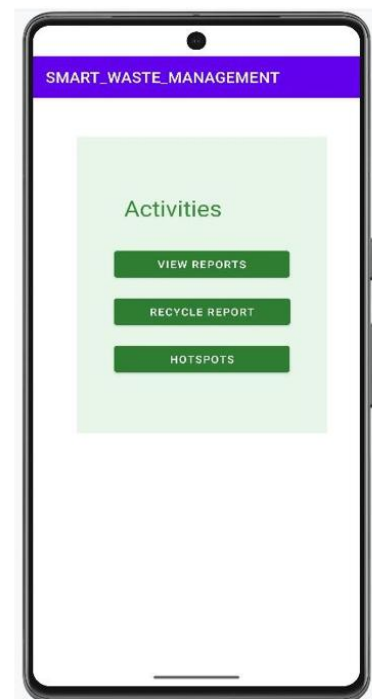 SMART_WASTE_MANAGEMENT
Activities
VIEW REPORTS
RECYCLE REPORT
HOTSPOTS